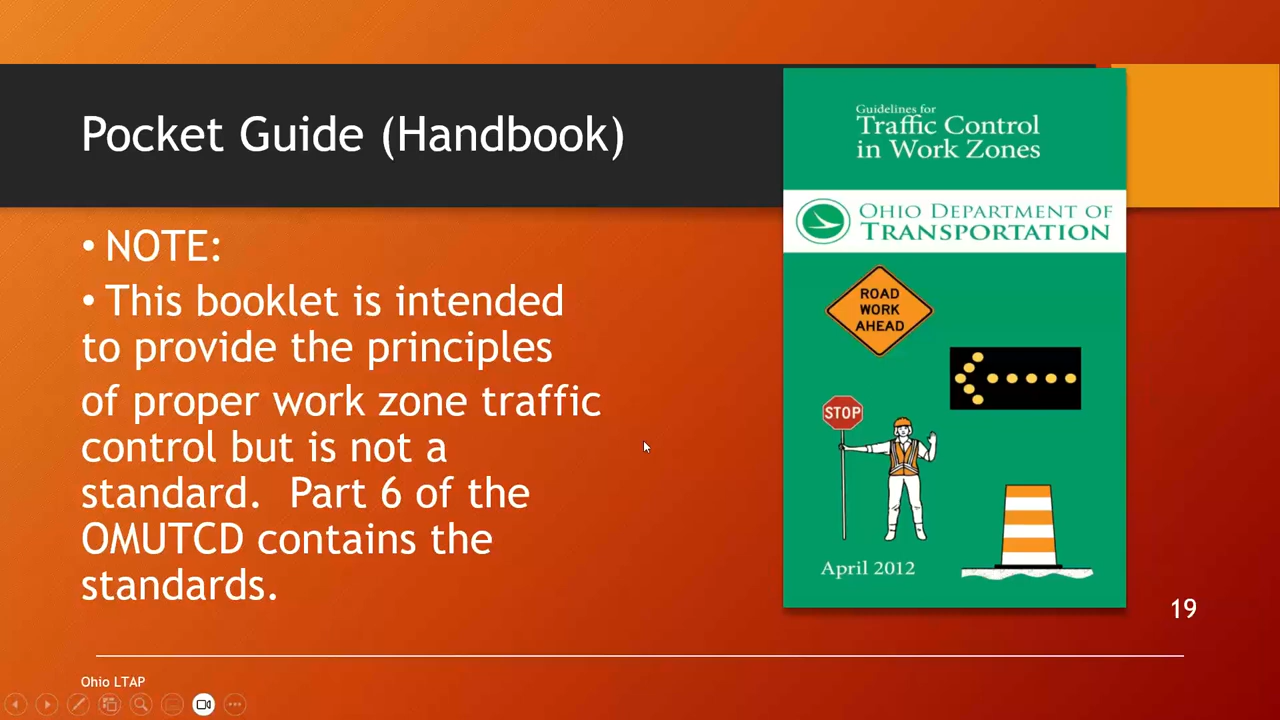 Pocket Guide (Handbook)
• NOTE:
• This booklet is intended
to provide the principles
of proper work zone traffic
control but is not a
standard.  Part 6 of the
OMUTCD contains the
standards.
Guidelines for
Traffic Control
in Work Zones
OHIO DEPARTMENT OF
TRANSPORTATION
ROAD
WORK
AHEAD
STOP
April 2012
19
Ohio LTAP